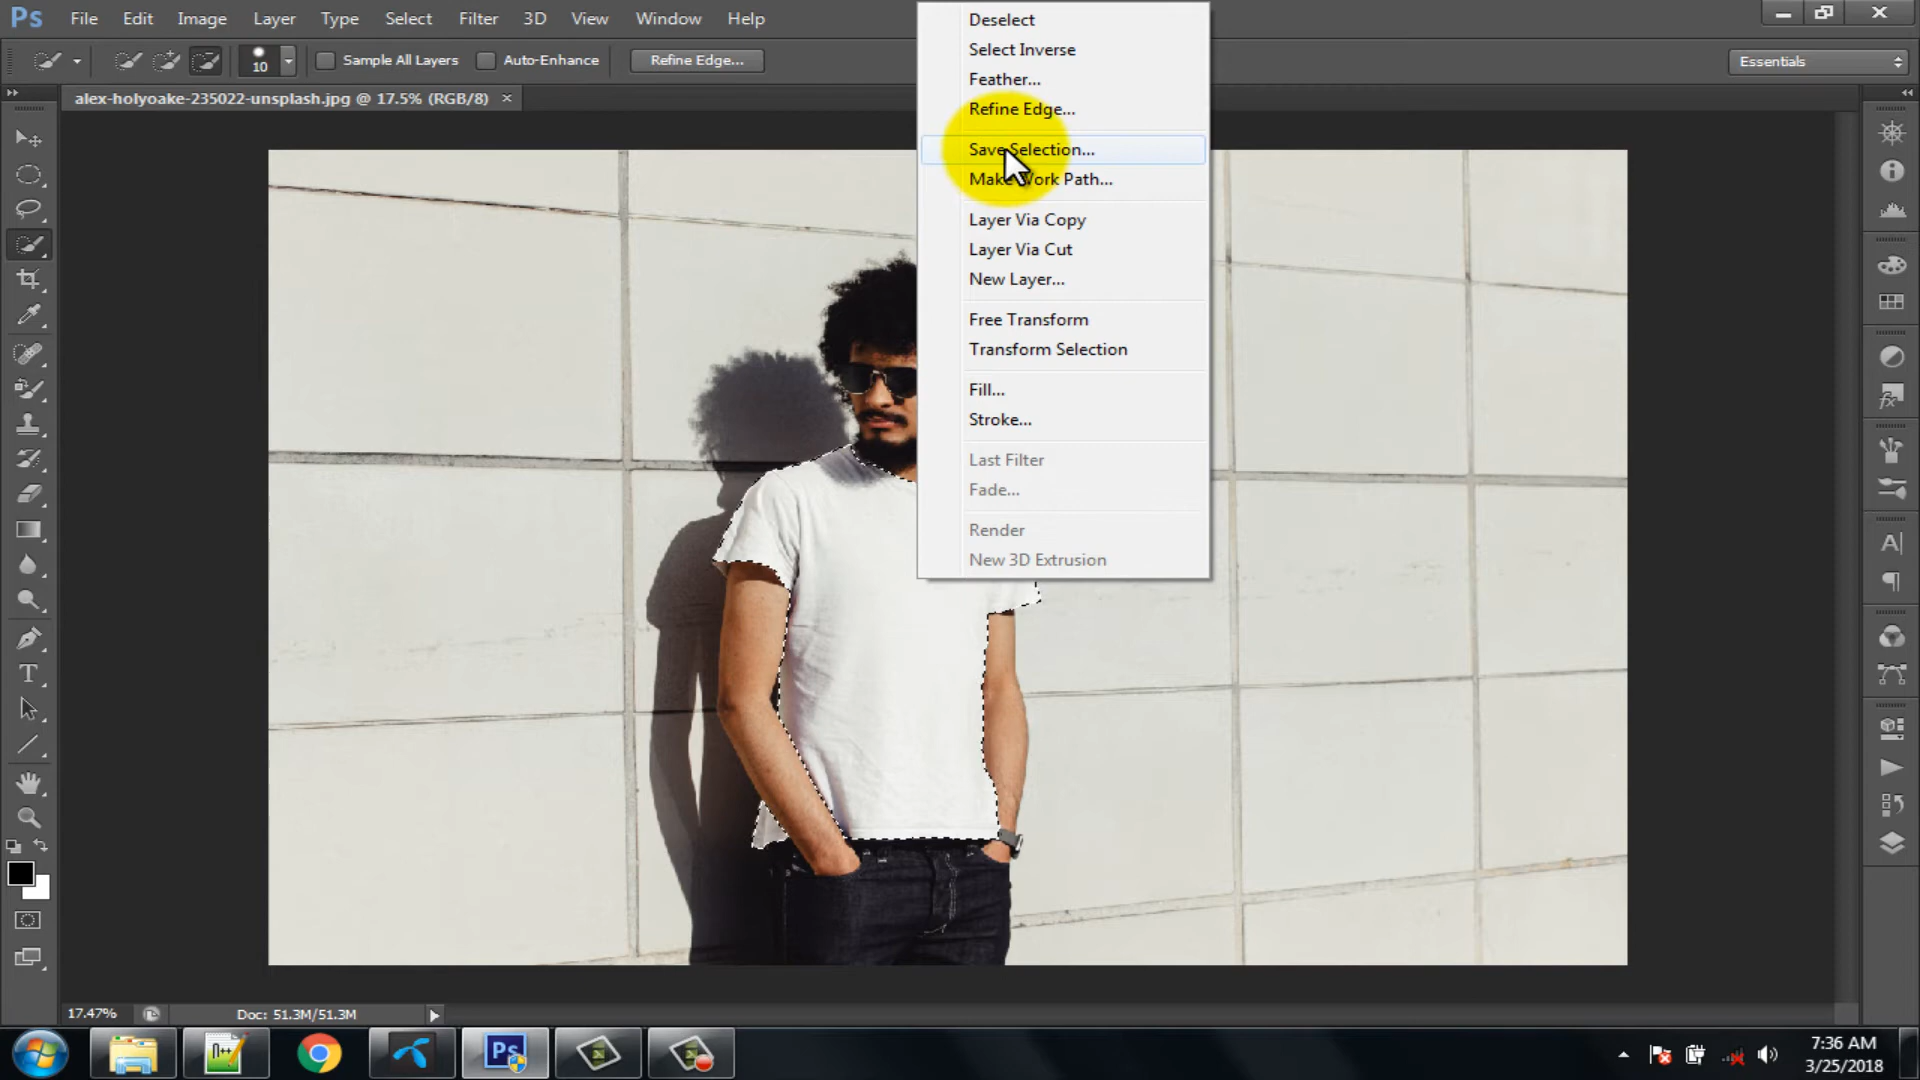 Ps File Edit Image Layer Type Select Filter 3D View Window Help
10 Sample All Layers Auto-Enhance Refine Edge... Essentials
alex-holyoake-235022-unsplash.jpg @ 17.5% (RGB/8) ×
Deselect
Select Inverse
Feather...
Refine Edge...
Save Selection...
Make Work Path...
Layer Via Copy
Layer Via Cut
New Layer...
Free Transform
Transform Selection
Fill...
Stroke...
Last Filter
Fade...
Render
New 3D Extrusion
17.47% Doc: 51.3M/51.3M
N++ Ps
7:36 AM
3/25/2018